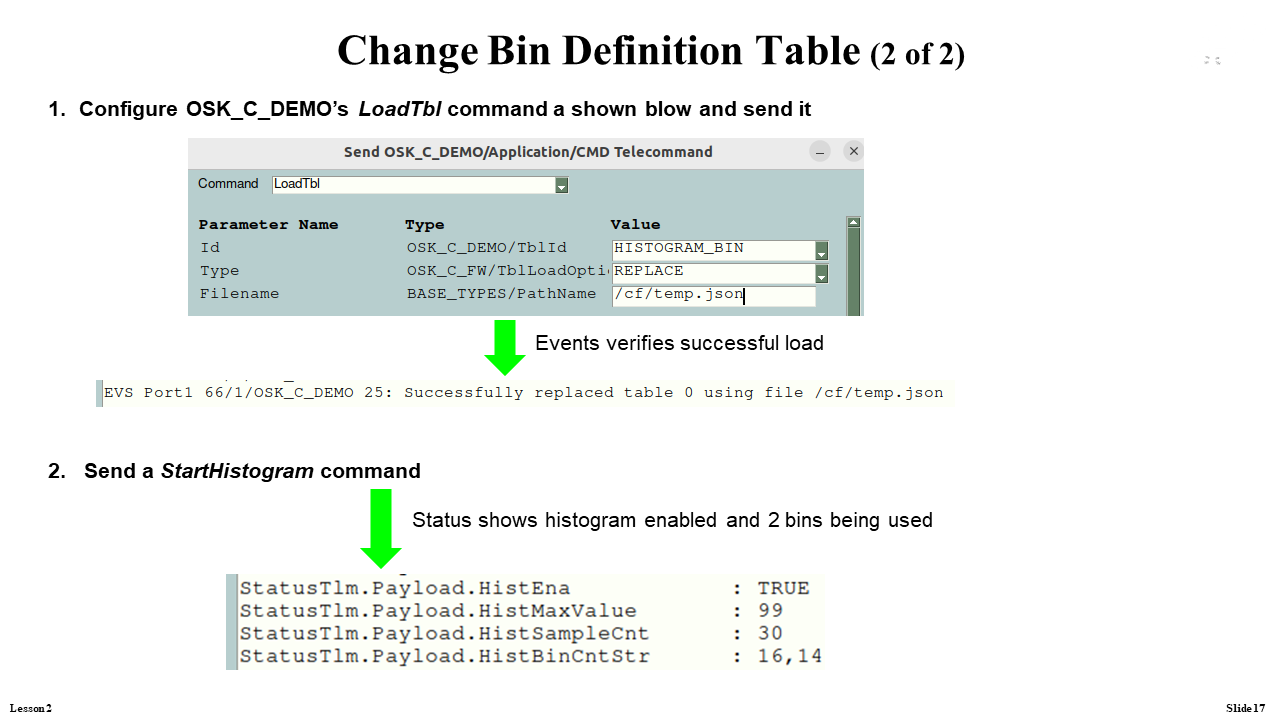 Change Bin Definition Table (2 of 2)
1. Configure OSK_C_DEMO’s LoadTbl command a shown blow and send it
Send OSK_C_DEMO/Application/CMD Telecommand
Command LoadTbl
Parameter Name Type Value
Id OSK_C_DEMO/TblId HISTOGRAM_BIN
Type OSK_C_FW/TblLoadOptic REPLACE
Filename BASE_TYPES/PathName /cf/temp.json
Events verifies successful load
EVS Port1 66/1/OSK_C_DEMO 25: Successfully replaced table 0 using file /cf/temp.json
2. Send a StartHistogram command
Status shows histogram enabled and 2 bins being used
StatusTlm.Payload.HistEna : TRUE
StatusTlm.Payload.HistMaxValue : 99
StatusTlm.Payload.HistSampleCnt : 30
StatusTlm.Payload.HistBinCntStr : 16,14
Lesson 2 Slide 17